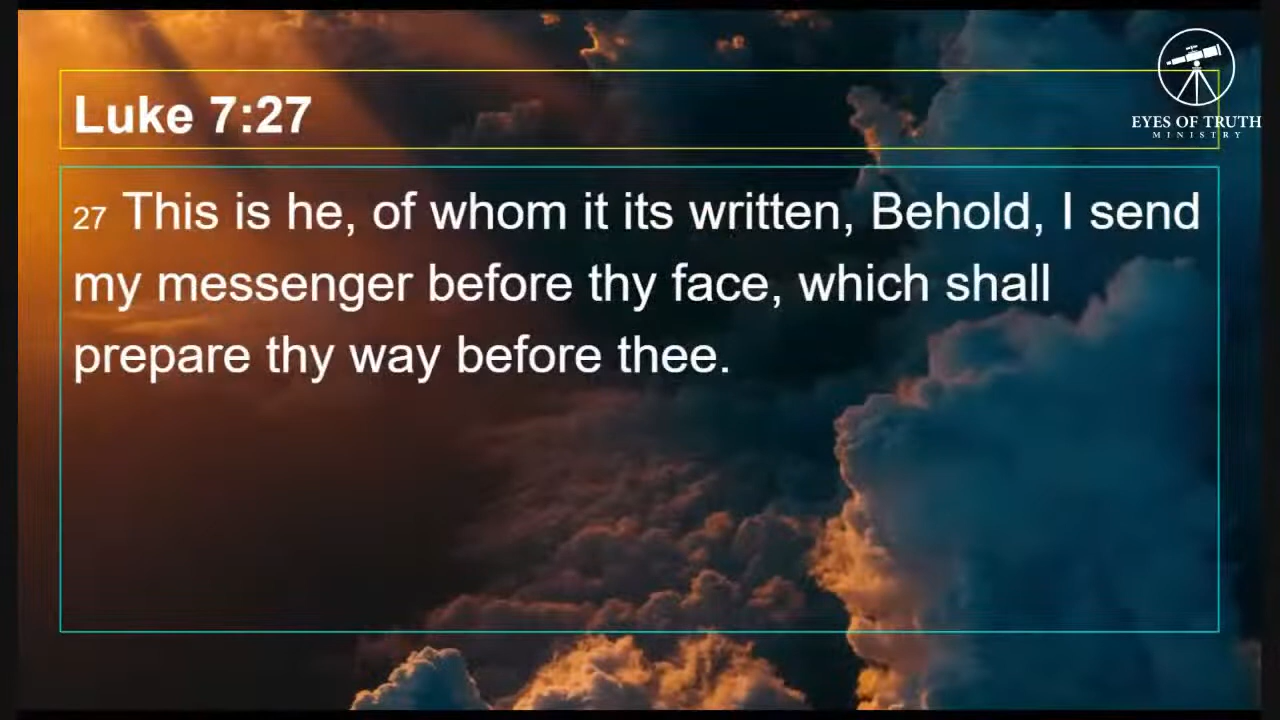 Luke 7:27
EYES OF TRUTH
MINISTRY
27 This is he, of whom it its written, Behold, I send
my messenger before thy face, which shall
prepare thy way before thee.